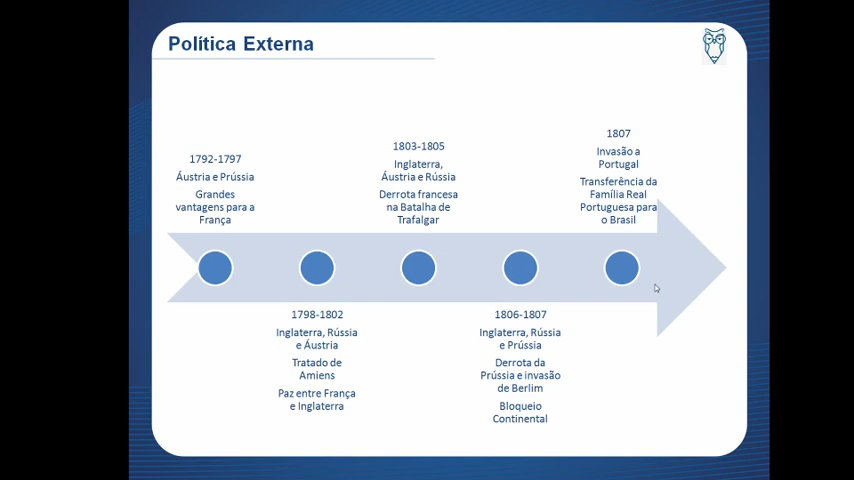 Política Externa
1792-1797
Áustria e Prússia
Grandes
vantagens para a
França
1798-1802
Inglaterra, Rússia
e Áustria
Tratado de
Amiens
Paz entre França
e Inglaterra
1803-1805
Inglaterra,
Áustria e Rússia
Derrota francesa
na Batalha de
Trafalgar
1806-1807
Inglaterra, Rússia
e Prússia
Derrota da
Prússia e invasão
de Berlim
Bloqueio
Continental
1807
Invasão a
Portugal
Transferência da
Família Real
Portuguesa para
o Brasil